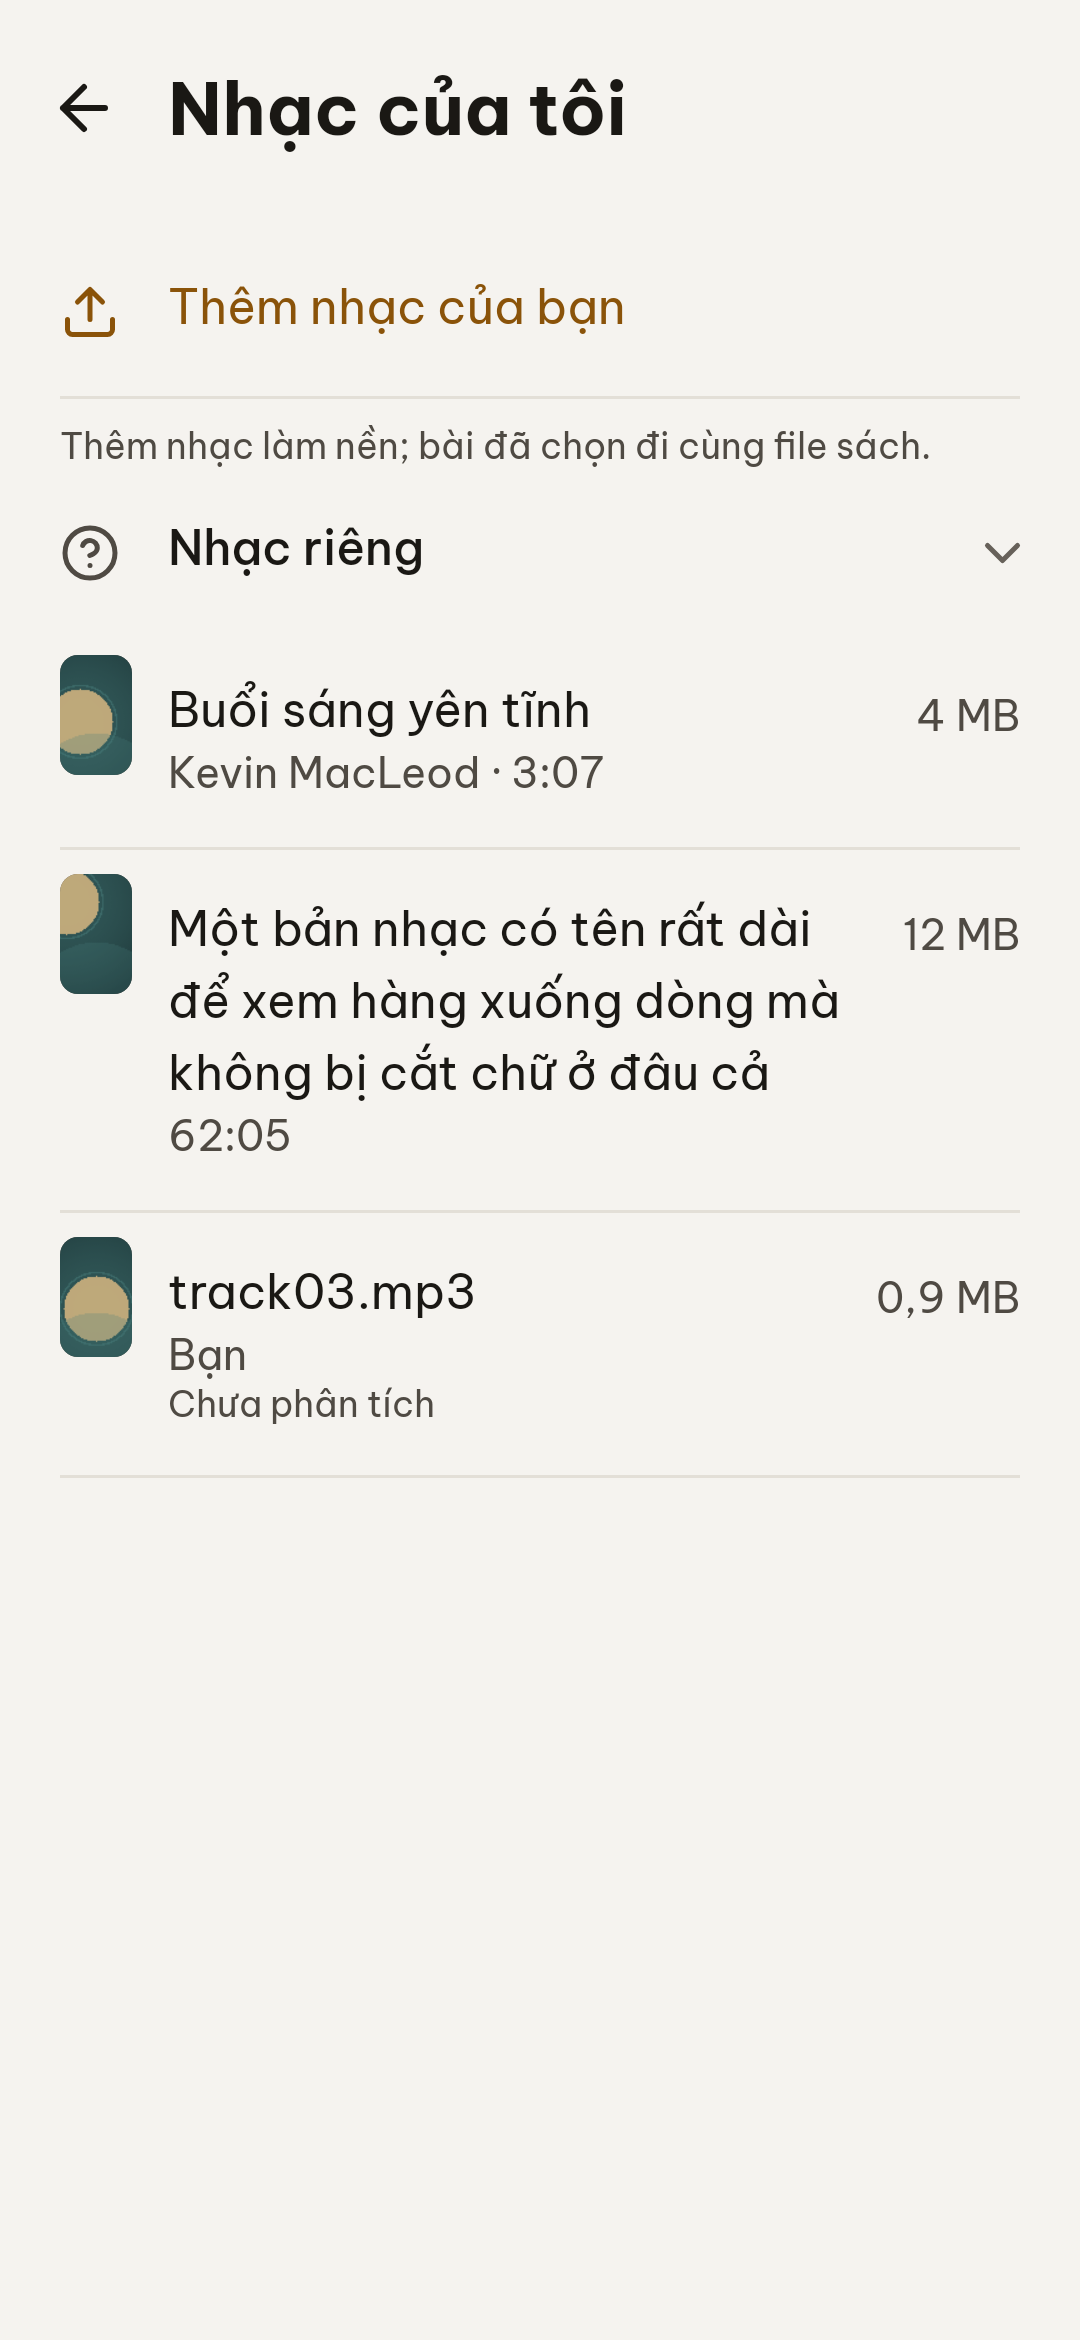 Nhạc của tôi
Thêm nhạc của bạn
Thêm nhạc làm nền; bài đã chọn đi cùng file sách.
Nhạc riêng
Buổi sáng yên tĩnh
4 MB
Kevin MacLeod · 3:07
Một bản nhạc có tên rất dài
12 MB
để xem hàng xuống dòng mà
không bị cắt chữ ở đâu cả
62:05
track03.mp3
0,9 MB
Bạn
Chưa phân tích